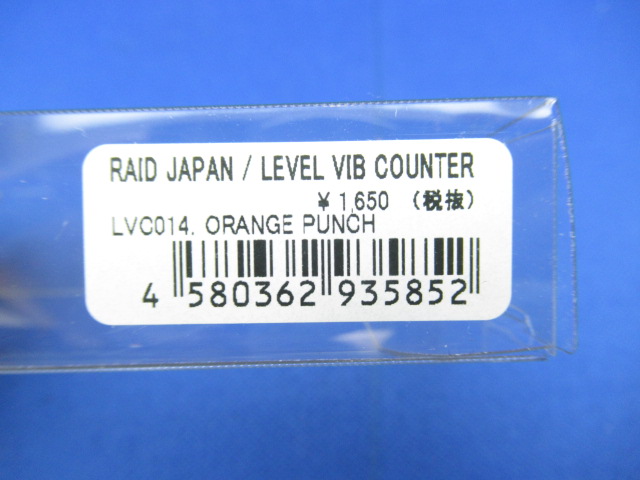 RAID JAPAN / LEVEL VIB COUNTER
¥ 1,650 (税抜)
LVC014. ORANGE PUNCH
4 580362 935852